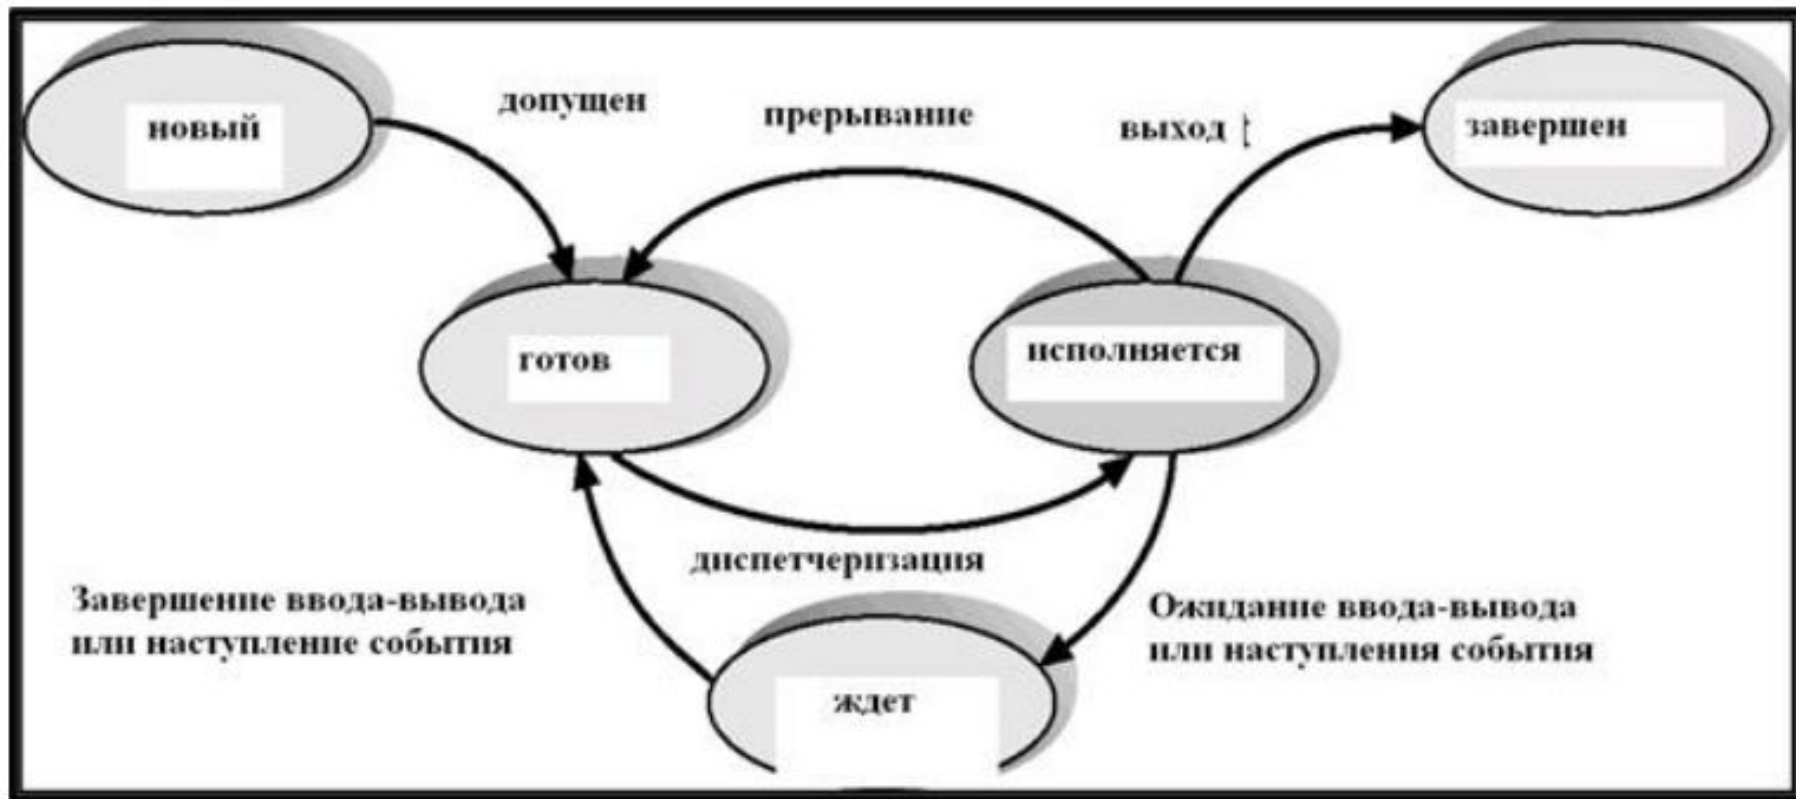 новый
допущен
прерывание
выход
завершен
готов
исполняется
диспетчеризация
Завершение ввода-вывода
или наступление события
Ожидание ввода-вывода
или наступления события
ждет